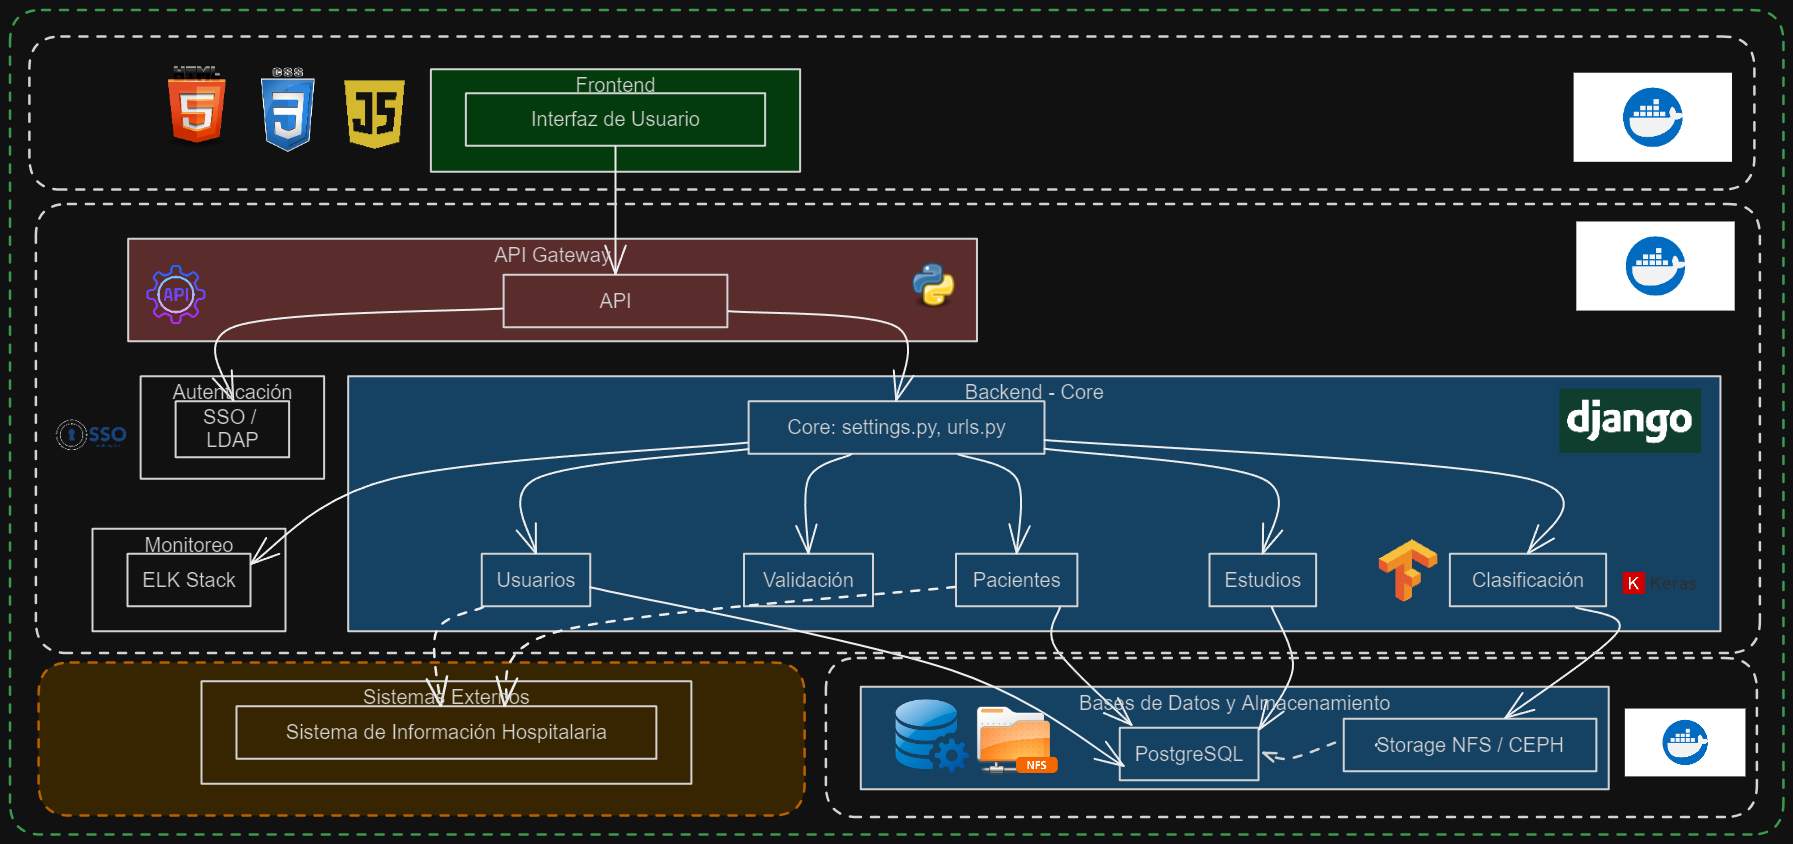 HTML
CSS
JS
Frontend
Interfaz de Usuario
API Gateway
API
API
Autenticación
SSO /
LDAP
SSO
Backend - Core
Core: settings.py, urls.py
django
Monitoreo
ELK Stack
Usuarios
Validación
Pacientes
Estudios
Clasificación
K Keras
Sistemas Externos
Sistema de Información Hospitalaria
Bases de Datos y Almacenamiento
NFS
PostgreSQL
Storage NFS / CEPH